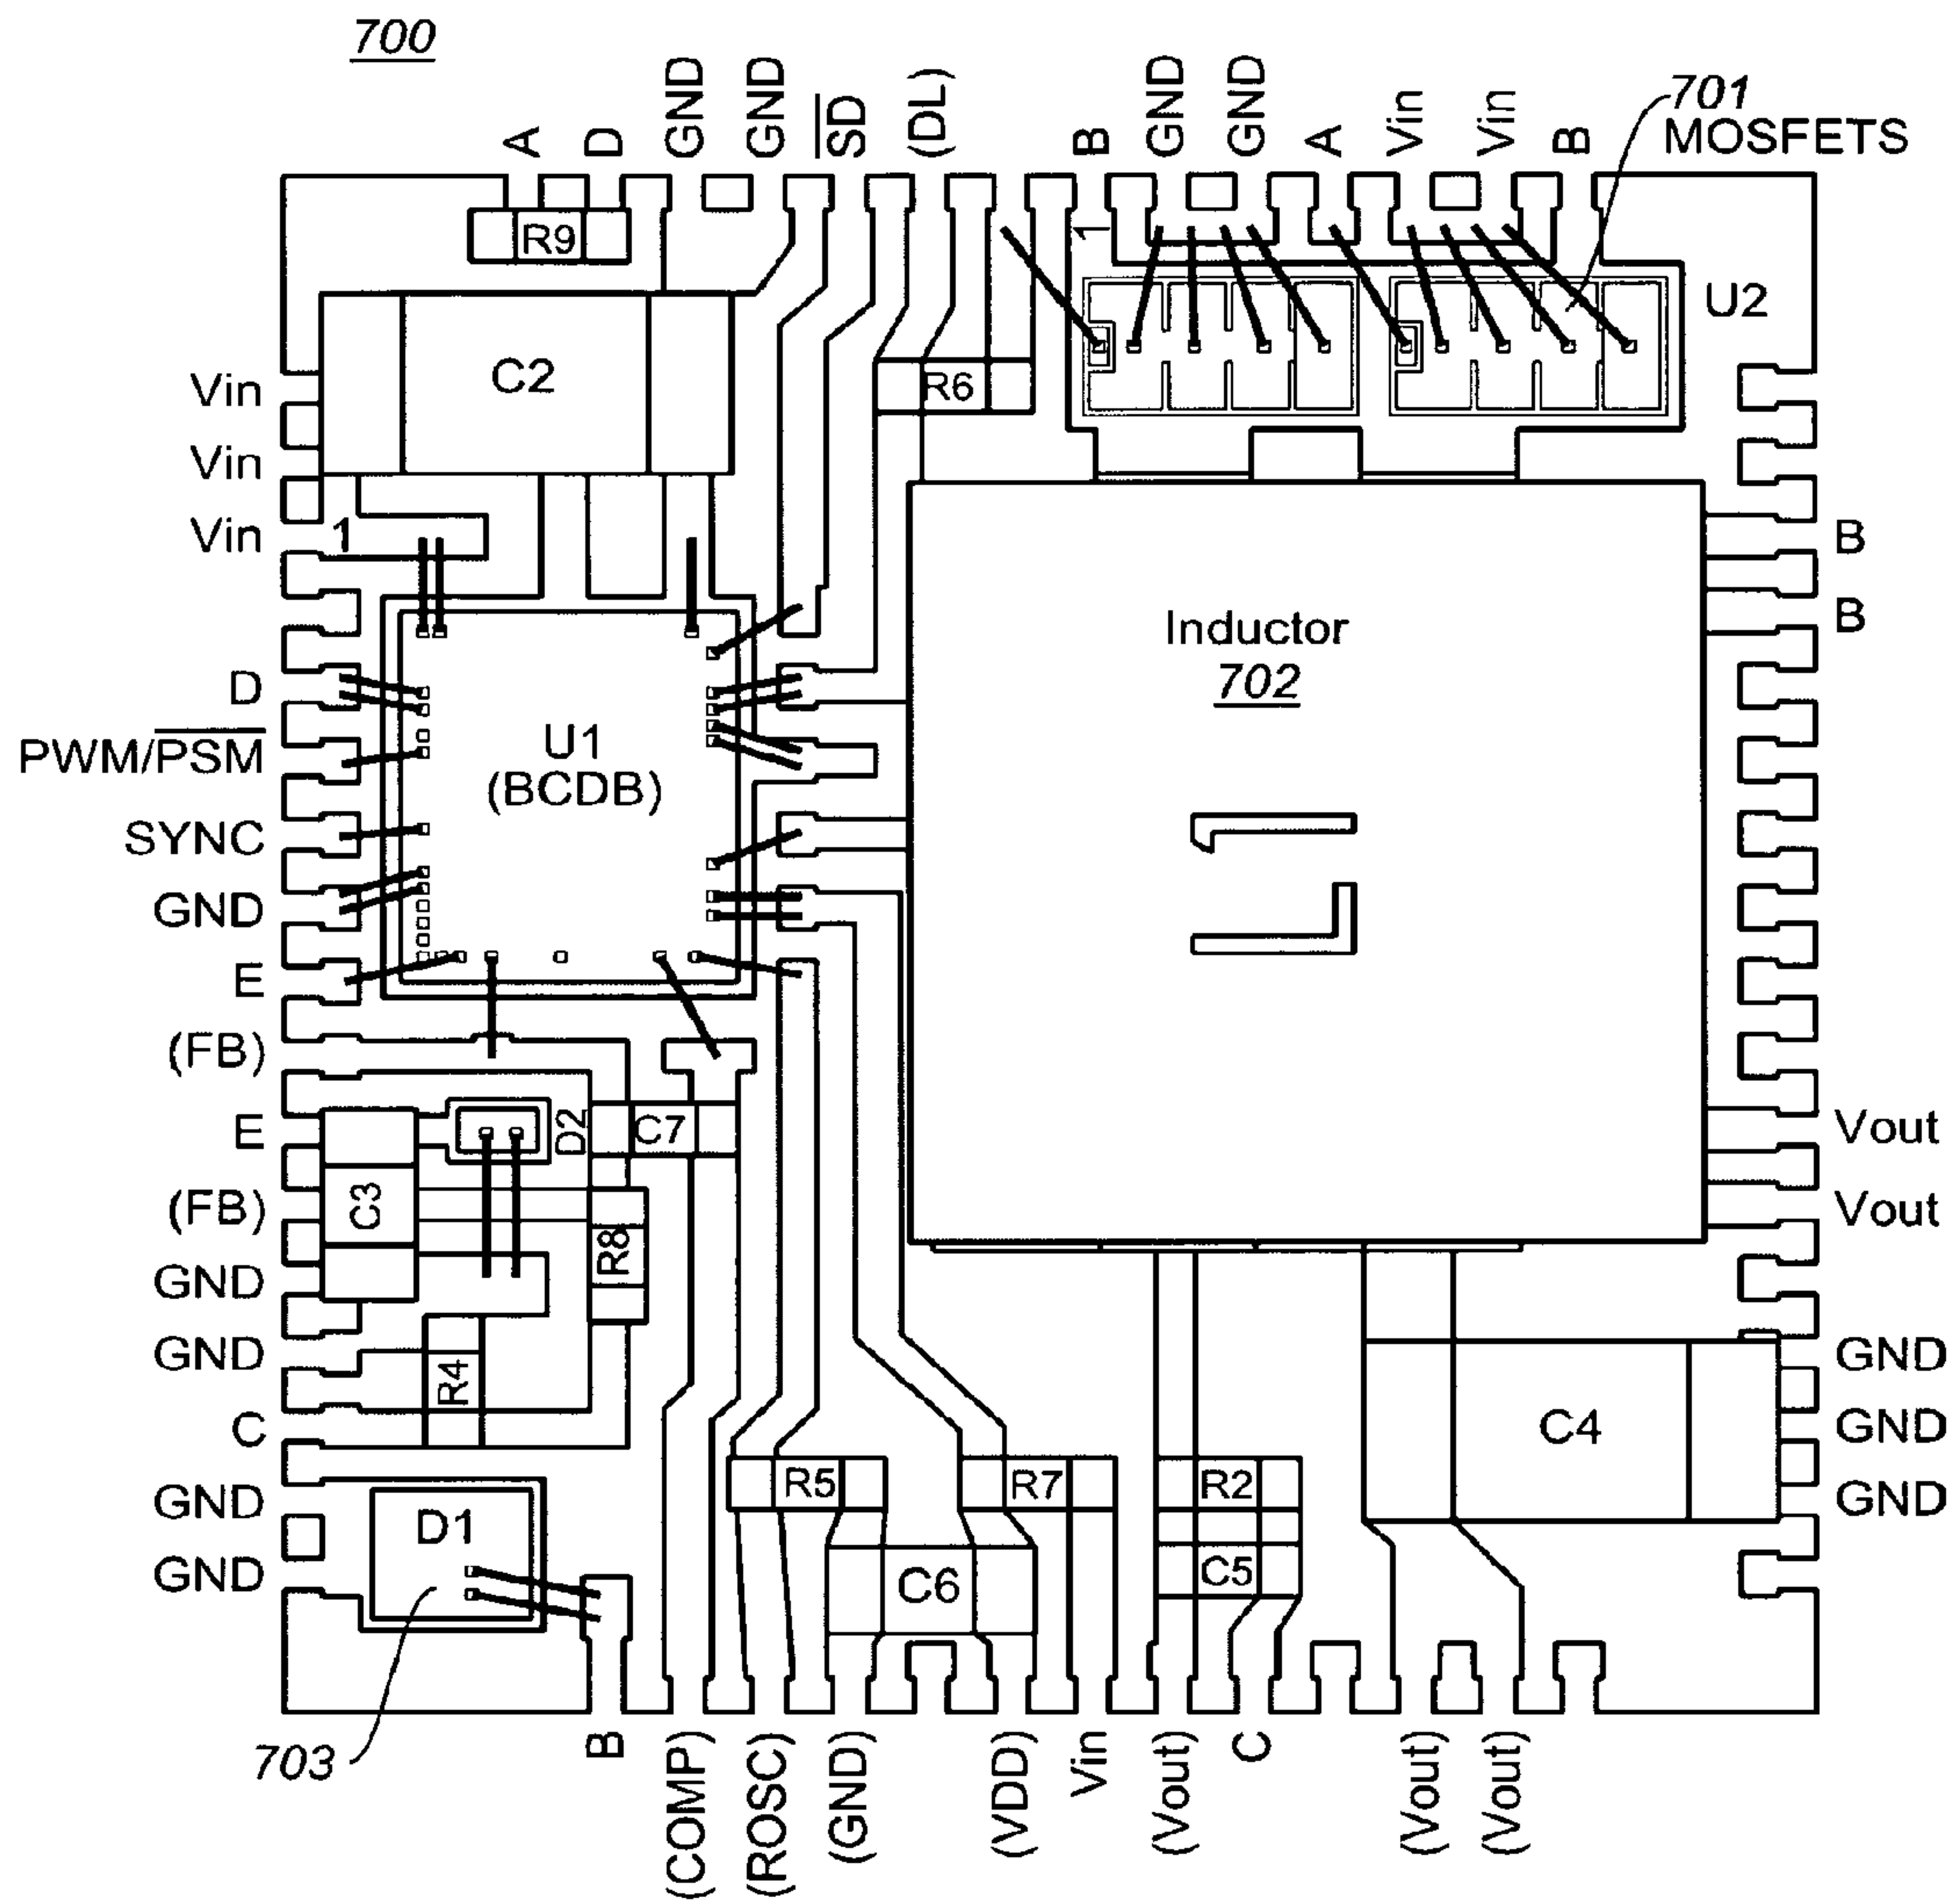 700
A
D
GND
GND
SD
(DL)
B
GND
GND
A
Vin
Vin
B
701
MOSFETS
R9
1
U2
C2
R6
Vin
Vin
Vin
1
B
B
Inductor
702
D
PWM/PSM
U1
(BCDB)
SYNC
GND
L1
E
(FB)
E
D2
C7
Vout
(FB)
C3
Vout
R8
GND
GND
R4
GND
C
C4
GND
GND
R5
R7
R2
GND
D1
GND
C6
C5
703
B
(COMP)
(ROSC)
(GND)
(VDD)
Vin
(Vout)
C
(Vout)
(Vout)